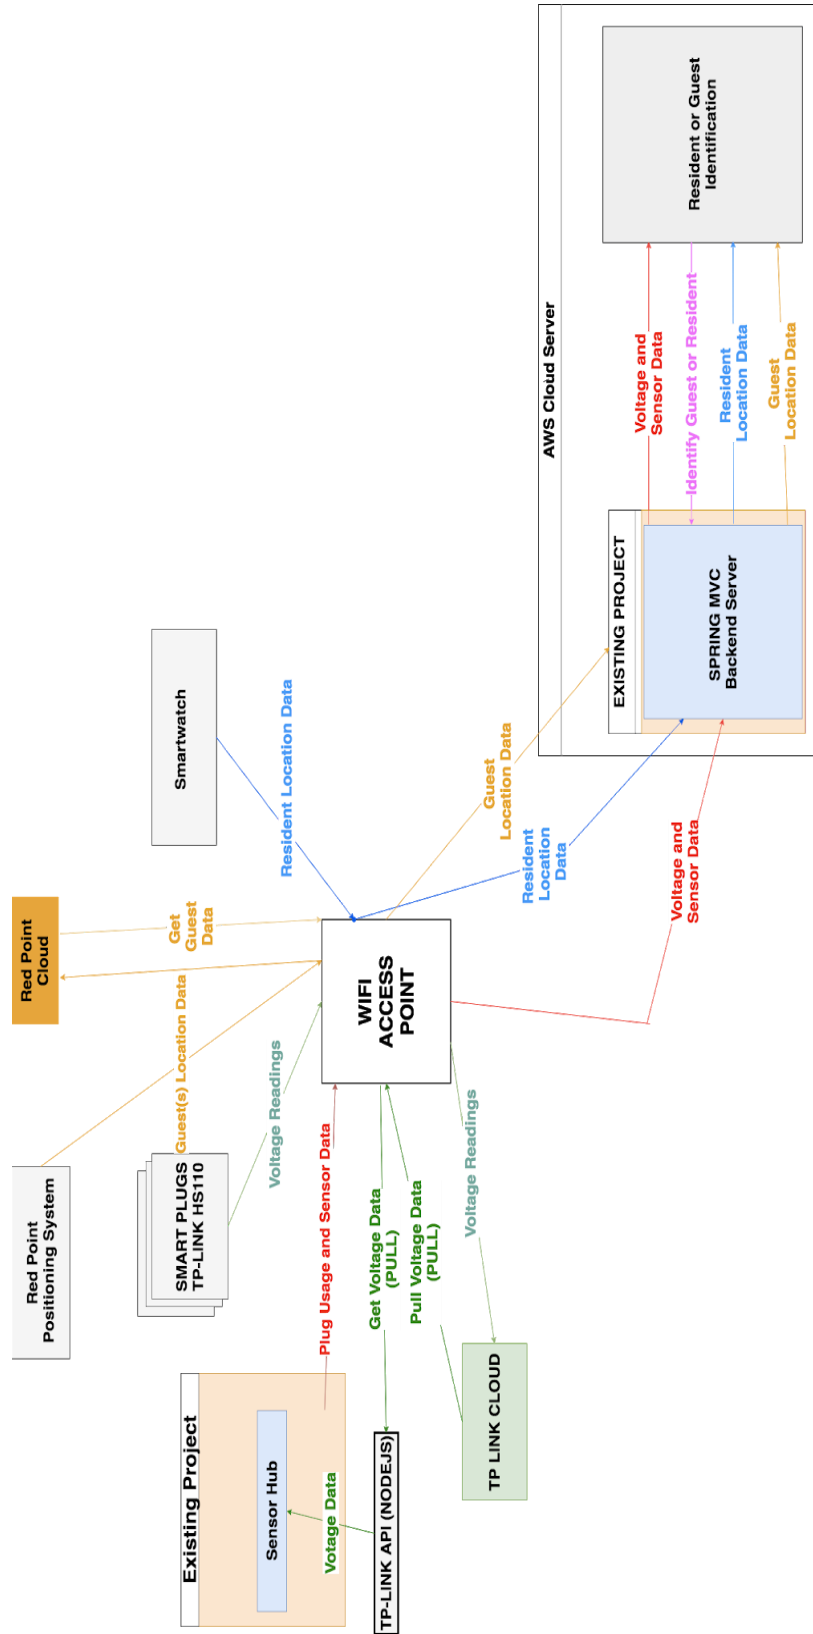 Red Point
Positioning System
Red Point
Cloud
Smartwatch
SMART PLUGS
TP-LINK HS110
Guest(s) Location Data
Get
Guest
Data
Resident Location Data
Voltage Readings
Existing Project
Sensor Hub
Votage Data
Plug Usage and Sensor Data
WIFI
ACCESS
POINT
Get Voltage Data
(PULL)
Pull Voltage Data
(PULL)
TP-LINK API (NODEJS)
TP LINK CLOUD
Voltage Readings
Guest
Location Data
Resident
Location
Data
Voltage and
Sensor Data
AWS Cloud Server
EXISTING PROJECT
SPRING MVC
Backend Server
Voltage and
Sensor Data
Identify Guest or Resident
Resident
Location Data
Guest
Location Data
Resident or Guest
Identification